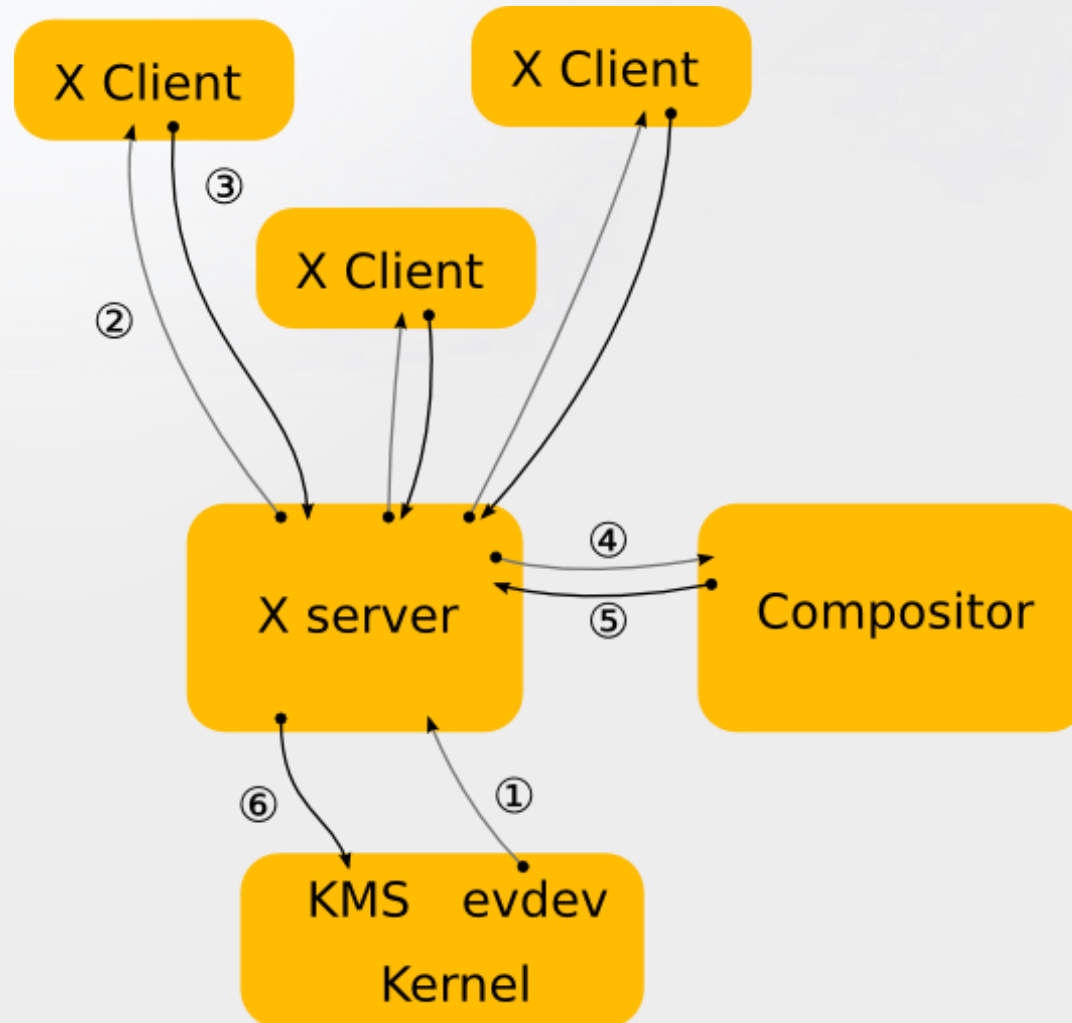 X Client
X Client
③
X Client
②
④
X server
Compositor
⑤
⑥
①
KMS evdev
Kernel